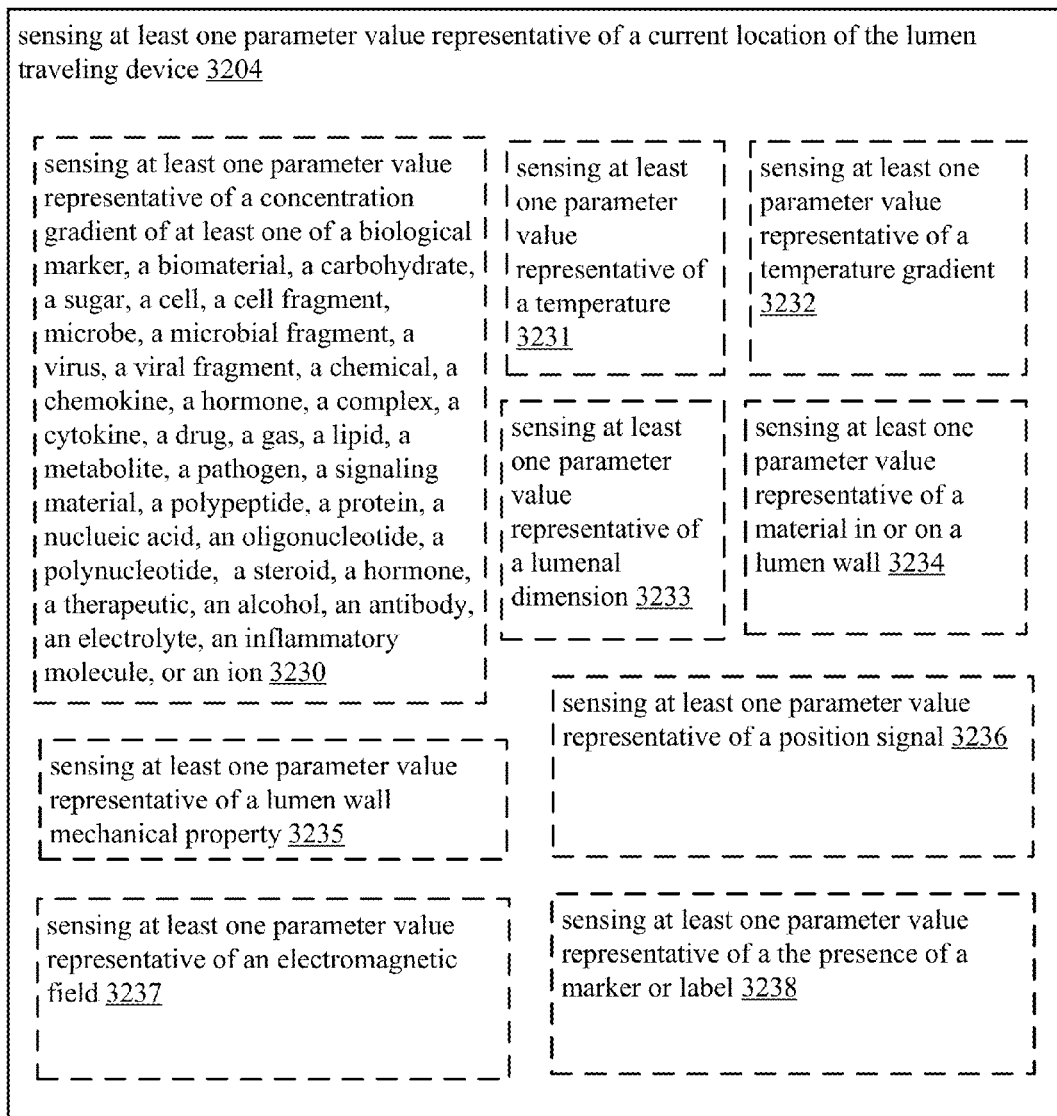 sensing at least one parameter value representative of a current location of the lumen
traveling device 3204
sensing at least one parameter value
representative of a concentration
gradient of at least one of a biological
marker, a biomaterial, a carbohydrate,
a sugar, a cell, a cell fragment,
microbe, a microbial fragment, a
virus, a viral fragment, a chemical, a
chemokine, a hormone, a complex, a
cytokine, a drug, a gas, a lipid, a
metabolite, a pathogen, a signaling
material, a polypeptide, a protein, a
nuclueic acid, an oligonucleotide, a
polynucleotide, a steroid, a hormone,
a therapeutic, an alcohol, an antibody,
an electrolyte, an inflammatory
molecule, or an ion 3230
sensing at least
one parameter
value
representative of
a temperature
3231
sensing at least one
parameter value
representative of a
temperature gradient
3232
sensing at least
one parameter
value
representative of
a lumenal
dimension 3233
sensing at least one
parameter value
representative of a
material in or on a
lumen wall 3234
sensing at least one parameter value
representative of a lumen wall
mechanical property 3235
sensing at least one parameter value
representative of a position signal 3236
sensing at least one parameter value
representative of an electromagnetic
field 3237
sensing at least one parameter value
representative of a the presence of a
marker or label 3238